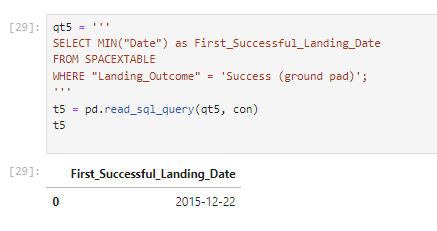 [29]: qt5 = '''
SELECT MIN("Date") as First_Successful_Landing_Date
FROM SPACEXTABLE
WHERE "Landing_Outcome" = 'Success (ground pad)';
'''
t5 = pd.read_sql_query(qt5, con)
t5
[29]:
First_Successful_Landing_Date
0 2015-12-22